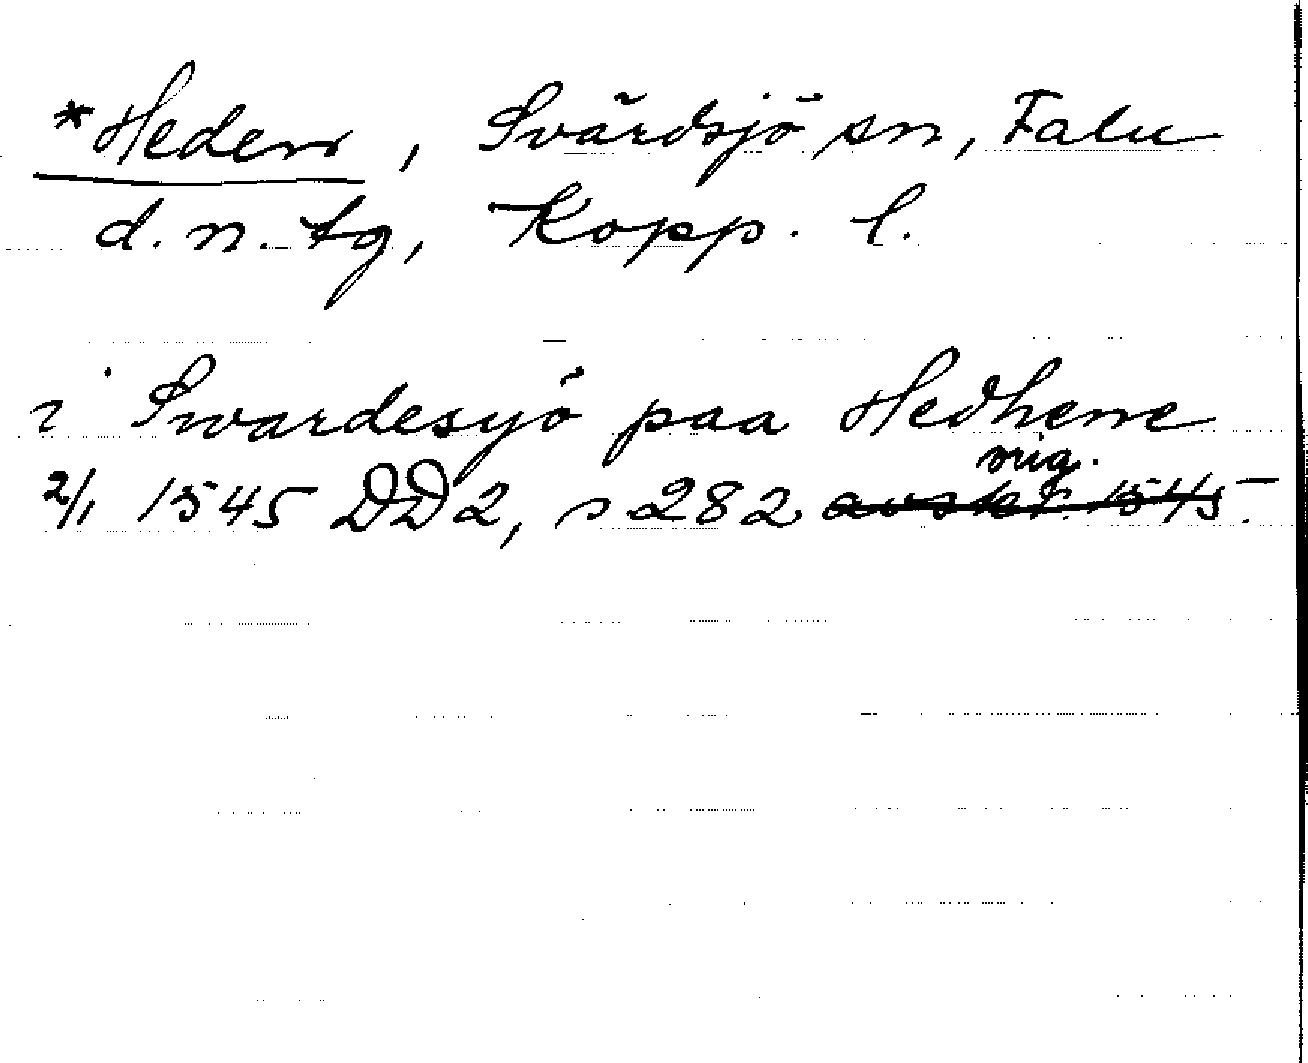 *Heden, Svärdsjö sn, Falu
d. n. tg, Kopp. l.
i Swardesyö paa Hedhene
orig.
2/1 1545 DD2, s 282 avskr. 1545.